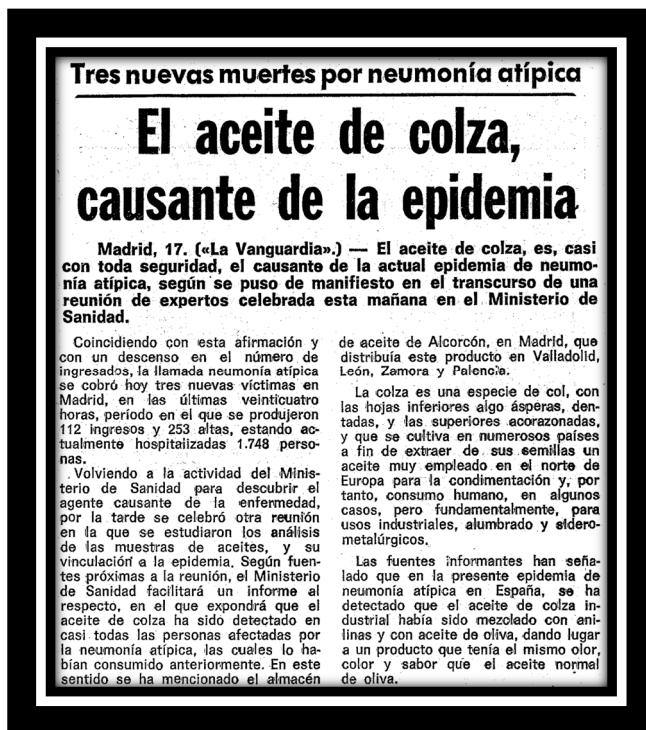 Tres nuevas muertes por neumonía atípica
El aceite de colza,
causante de la epidemia
Madrid, 17. («La Vanguardia».) — El aceite de colza, es, casi
con toda seguridad, el causante de la actual epidemia de neumo-
nía atípica, según se puso de manifiesto en el transcurso de una
reunión de expertos celebrada esta mañana en el Ministerio de
Sanidad.
Coincidiendo con esta afirmación y
con un descenso en el número de
ingresados, la llamada neumonía atípica
se cobró hoy tres nuevas víctimas en
Madrid, en las últimas veinticuatro
horas, período en el que se produjeron
112 ingresos y 253 altas, estando ac-
tualmente hospitalizadas 1.748 perso-
nas.
Volviendo a la actividad del Minis-
terio de Sanidad para descubrir el
agente causante de la enfermedad,
por la tarde se celebró otra reunión
en la que se estudiaron los análisis
de las muestras de aceites, y su
vinculación a la epidemia. Según fuen-
tes próximas a la reunión, el Ministerio
de Sanidad facilitará un informe al
respecto, en el que expondrá que el
aceite de colza ha sido detectado en
casi todas las personas afectadas por
la neumonía atípica, las cuales lo ha-
bían consumido anteriormente. En este
sentido se ha mencionado el almacén
de aceite de Alcorcón, en Madrid, que
distribuía este producto en Valladolid,
León, Zamora y Palencia.
La colza es una especie de col, con
las hojas inferiores algo ásperas, den-
tadas, y las superiores acorazonadas,
y que se cultiva en numerosos países
a fin de extraer de sus semillas un
aceite muy empleado en el norte de
Europa para la condimentación y, por
tanto, consumo humano, en algunos
casos, pero fundamentalmente, para
usos industriales, alumbrado y sidero-
metalúrgicos.
Las fuentes informantes han seña-
lado que en la presente epidemia de
neumonía atípica en España, se ha
detectado que el aceite de colza in-
dustrial había sido mezclado con ani-
linas y con aceite de oliva, dando lugar
a un producto que tenía el mismo olor,
color y sabor que el aceite normal
de oliva.